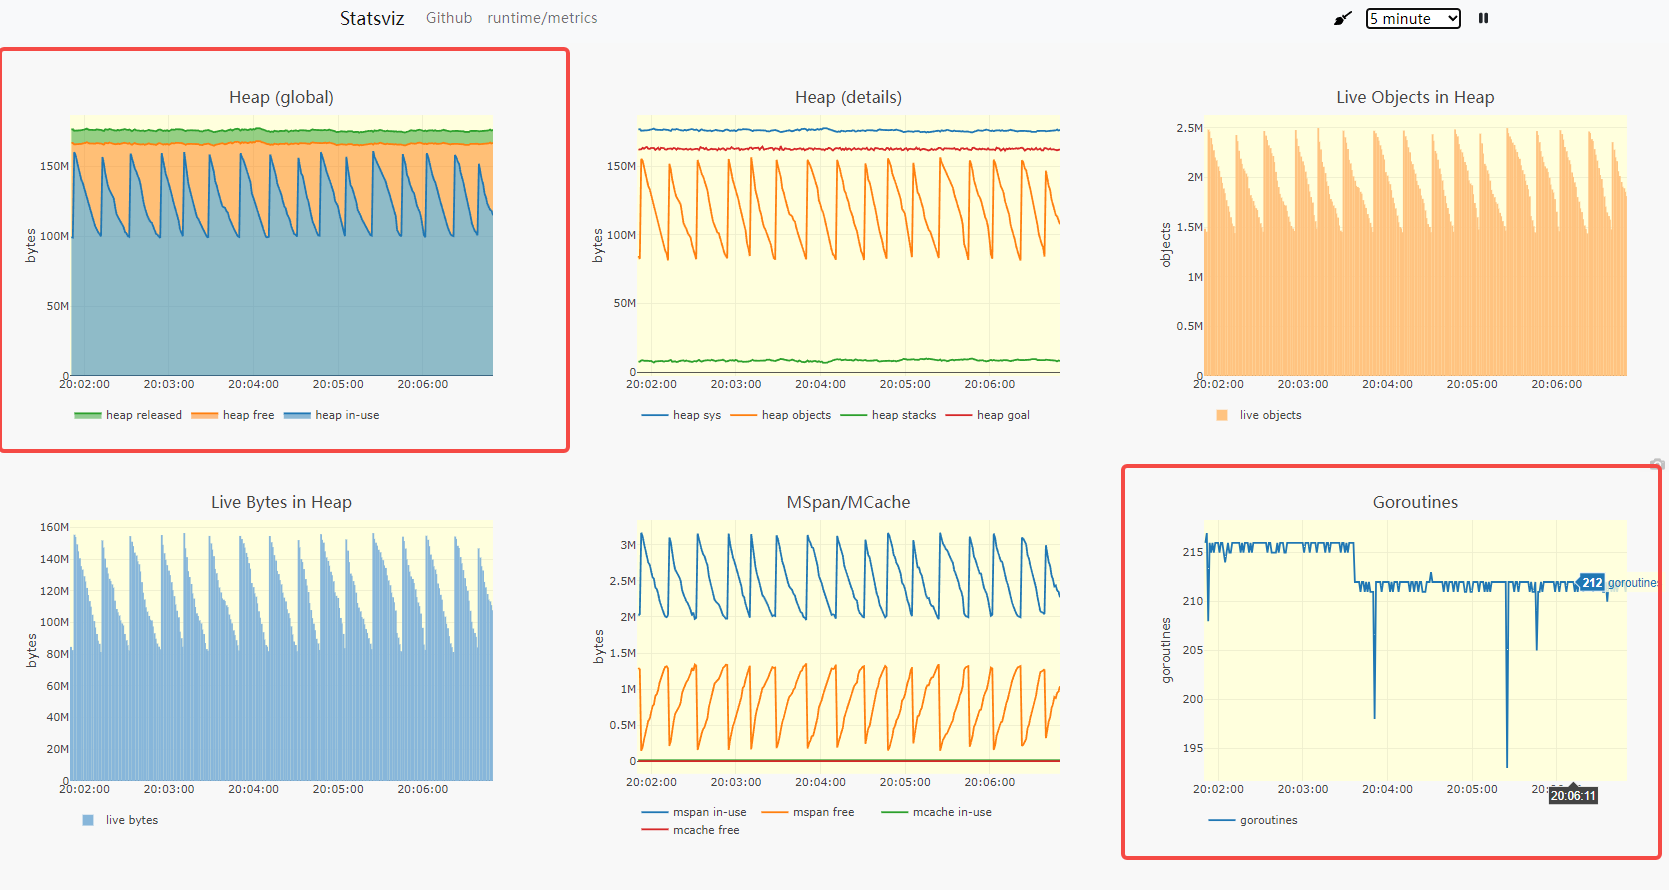 Statsviz Github runtime/metrics 5 minute
Heap (global)
bytes
150M
100M
50M
0
20:02:00 20:03:00 20:04:00 20:05:00 20:06:00
heap released heap free heap in-use
Heap (details)
bytes
150M
100M
50M
0
20:02:00 20:03:00 20:04:00 20:05:00 20:06:00
heap sys heap objects heap stacks heap goal
Live Objects in Heap
objects
2.5M
2M
1.5M
1M
0.5M
0
20:02:00 20:03:00 20:04:00 20:05:00 20:06:00
live objects
Live Bytes in Heap
bytes
160M
140M
120M
100M
80M
60M
40M
20M
0
20:02:00 20:03:00 20:04:00 20:05:00 20:06:00
live bytes
MSpan/MCache
bytes
3M
2.5M
2M
1.5M
1M
0.5M
0
20:02:00 20:03:00 20:04:00 20:05:00 20:06:00
mspan in-use mspan free mcache in-use
mcache free
Goroutines
goroutines
215
210
205
200
195
212 goroutines
20:02:00 20:03:00 20:04:00 20:05:00
20:06:11
goroutines